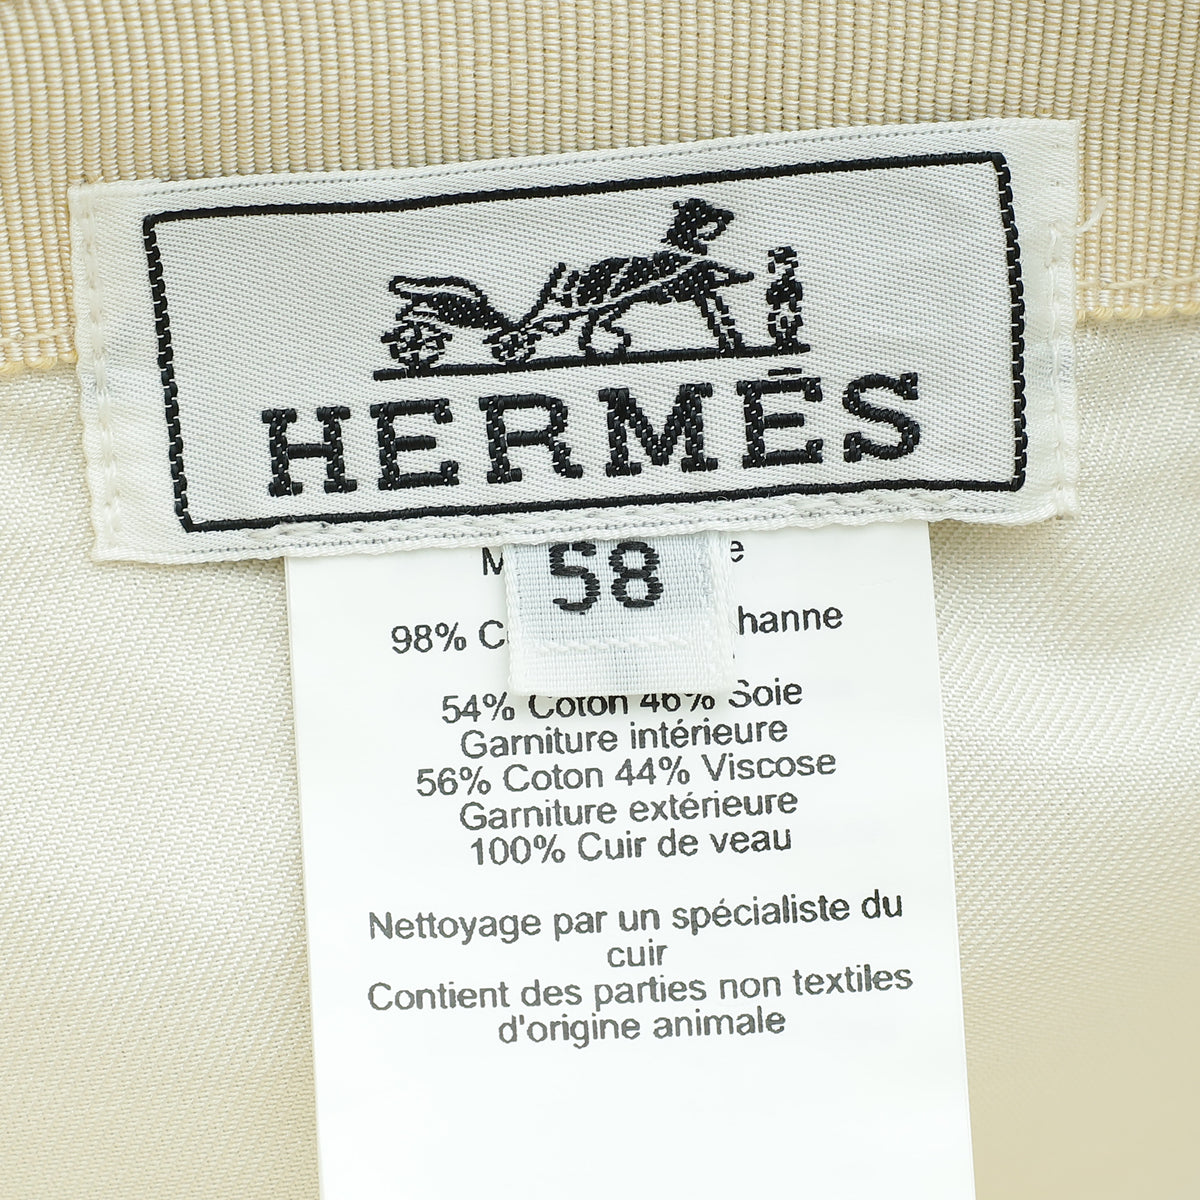 HERMÈS
58
98%
54% Coton 46% Soie
Garniture intérieure
56% Coton 44% Viscose
Garniture extérieure
100% Cuir de veau
Nettoyage par un spécialiste du
cuir
Contient des parties non textiles
d'origine animale